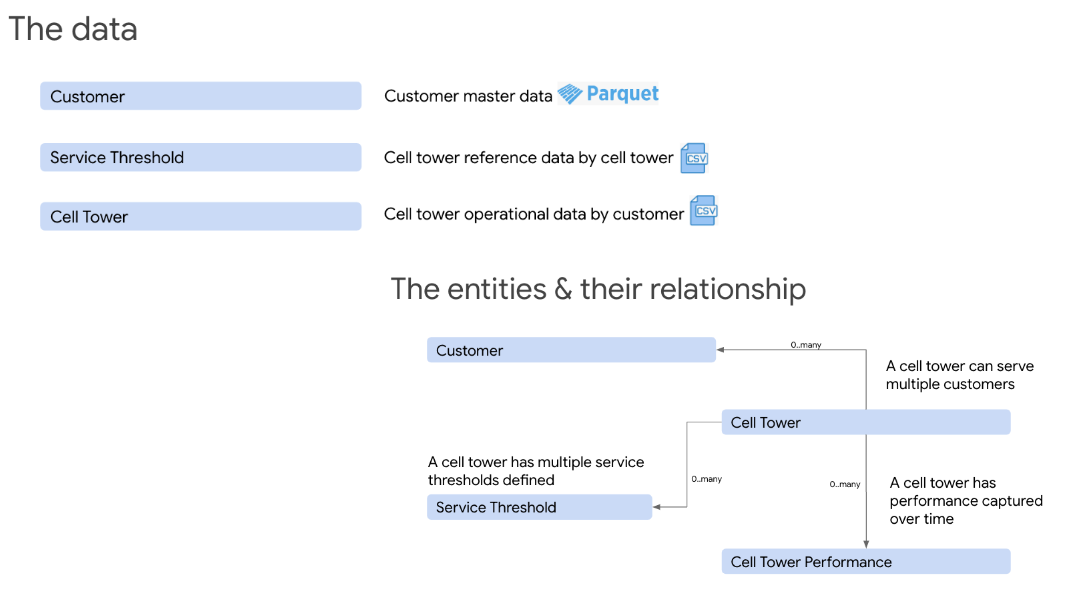 The data
Customer
Customer master data Parquet
Service Threshold
Cell tower reference data by cell tower CSV
Cell Tower
Cell tower operational data by customer CSV
The entities & their relationship
Customer
0..many
A cell tower can serve
multiple customers
Cell Tower
A cell tower has multiple service
thresholds defined
0..many
Service Threshold
0..many
A cell tower has
performance captured
over time
Cell Tower Performance